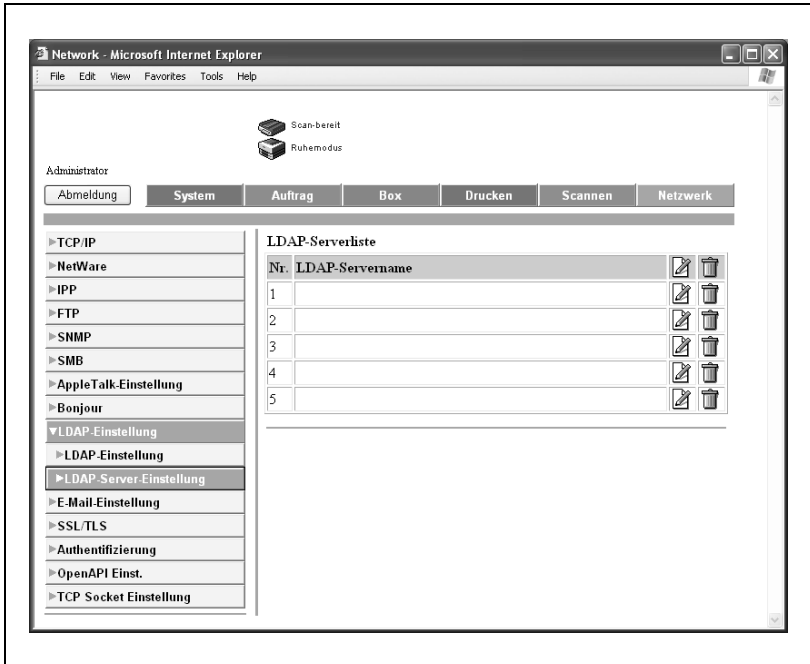 Network - Microsoft Internet Explorer
File Edit View Favorites Tools Help
Scan-bereit
Ruhemodus
Administrator
Abmeldung System Auftrag Box Drucken Scannen Netzwerk
TCP/IP
NetWare
IPP
FTP
SNMP
SMB
AppleTalk-Einstellung
Bonjour
LDAP-Einstellung
LDAP-Einstellung
LDAP-Server-Einstellung
E-Mail-Einstellung
SSL/TLS
Authentifizierung
OpenAPI Einst.
TCP Socket Einstellung
LDAP-Serverliste
Nr. LDAP-Servername
1
2
3
4
5